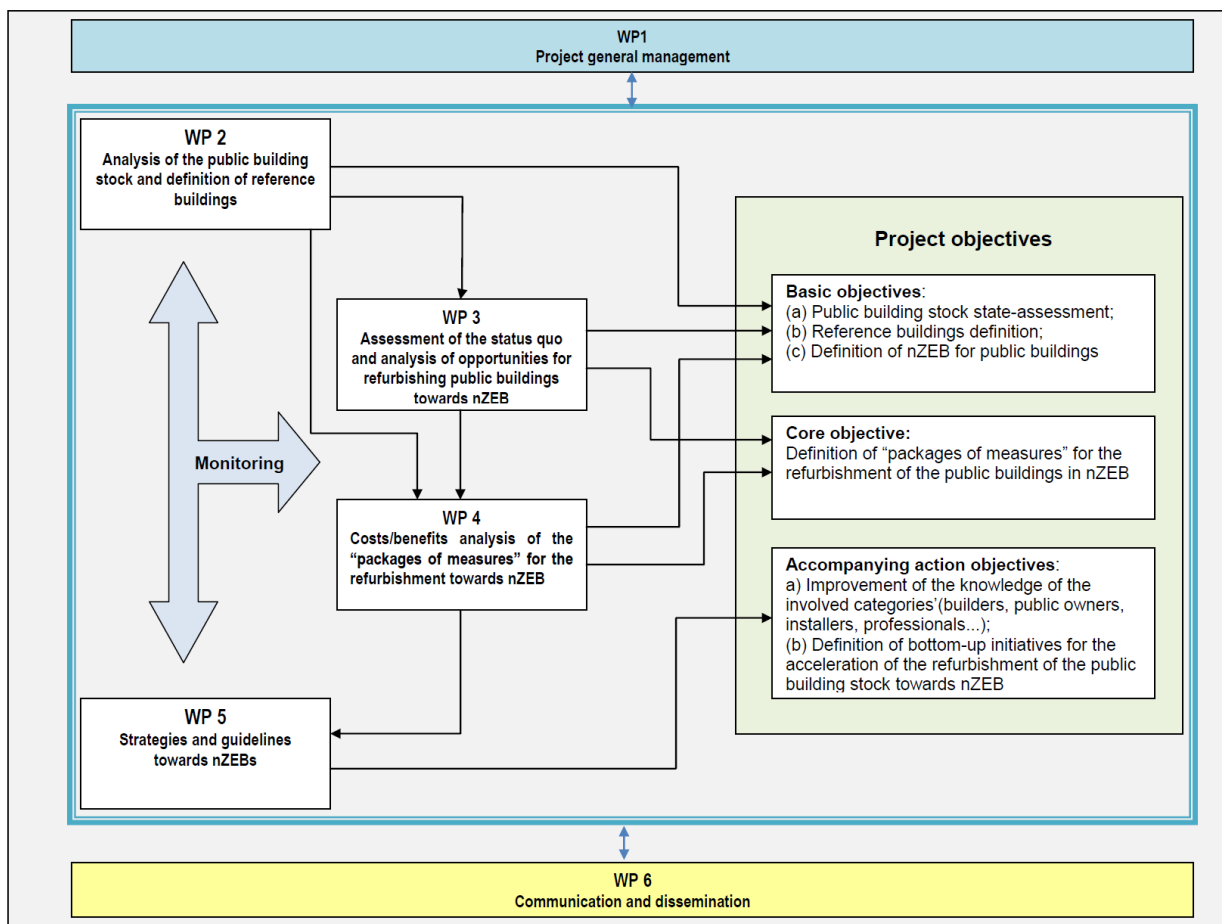 WP1
Project general management
WP 2
Analysis of the public building
stock and definition of reference
buildings
WP 3
Assessment of the status quo
and analysis of opportunities for
refurbishing public buildings
towards nZEB
Monitoring
WP 4
Costs/benefits analysis of the
“packages of measures” for the
refurbishment towards nZEB
WP 5
Strategies and guidelines
towards nZEBs
Project objectives
Basic objectives:
(a) Public building stock state-assessment;
(b) Reference buildings definition;
(c) Definition of nZEB for public buildings
Core objective:
Definition of “packages of measures” for the
refurbishment of the public buildings in nZEB
Accompanying action objectives:
a) Improvement of the knowledge of the
involved categories’(builders, public owners,
installers, professionals...);
(b) Definition of bottom-up initiatives for the
acceleration of the refurbishment of the public
building stock towards nZEB
WP 6
Communication and dissemination